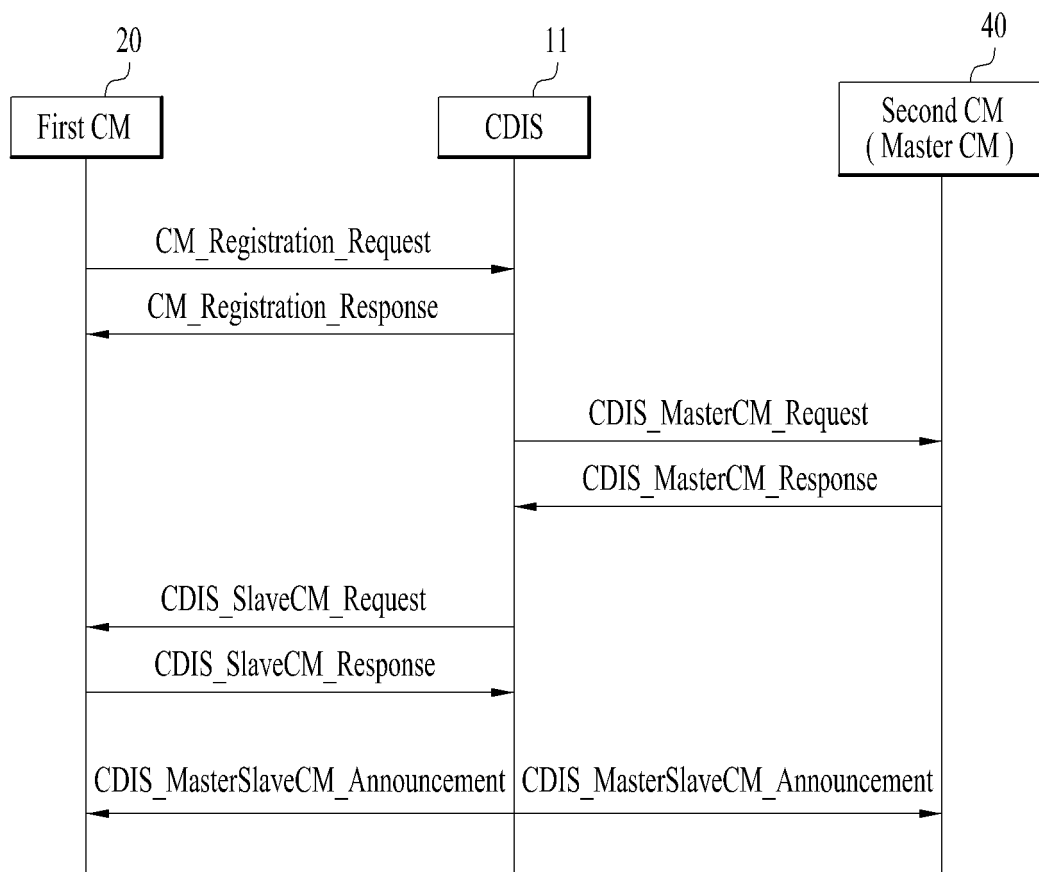 20
11
40
First CM
CDIS
Second CM
( Master CM )
CM_Registration_Request
CM_Registration_Response
CDIS_MasterCM_Request
CDIS_MasterCM_Response
CDIS_SlaveCM_Request
CDIS_SlaveCM_Response
CDIS_MasterSlaveCM_Announcement
CDIS_MasterSlaveCM_Announcement